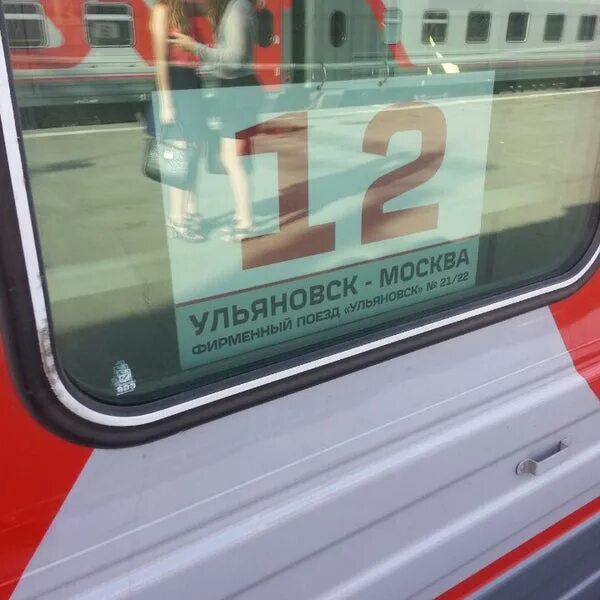 12
УЛЬЯНОВСК - МОСКВА
ФИРМЕННЫЙ ПОЕЗД «УЛЬЯНОВСК» № 21/22